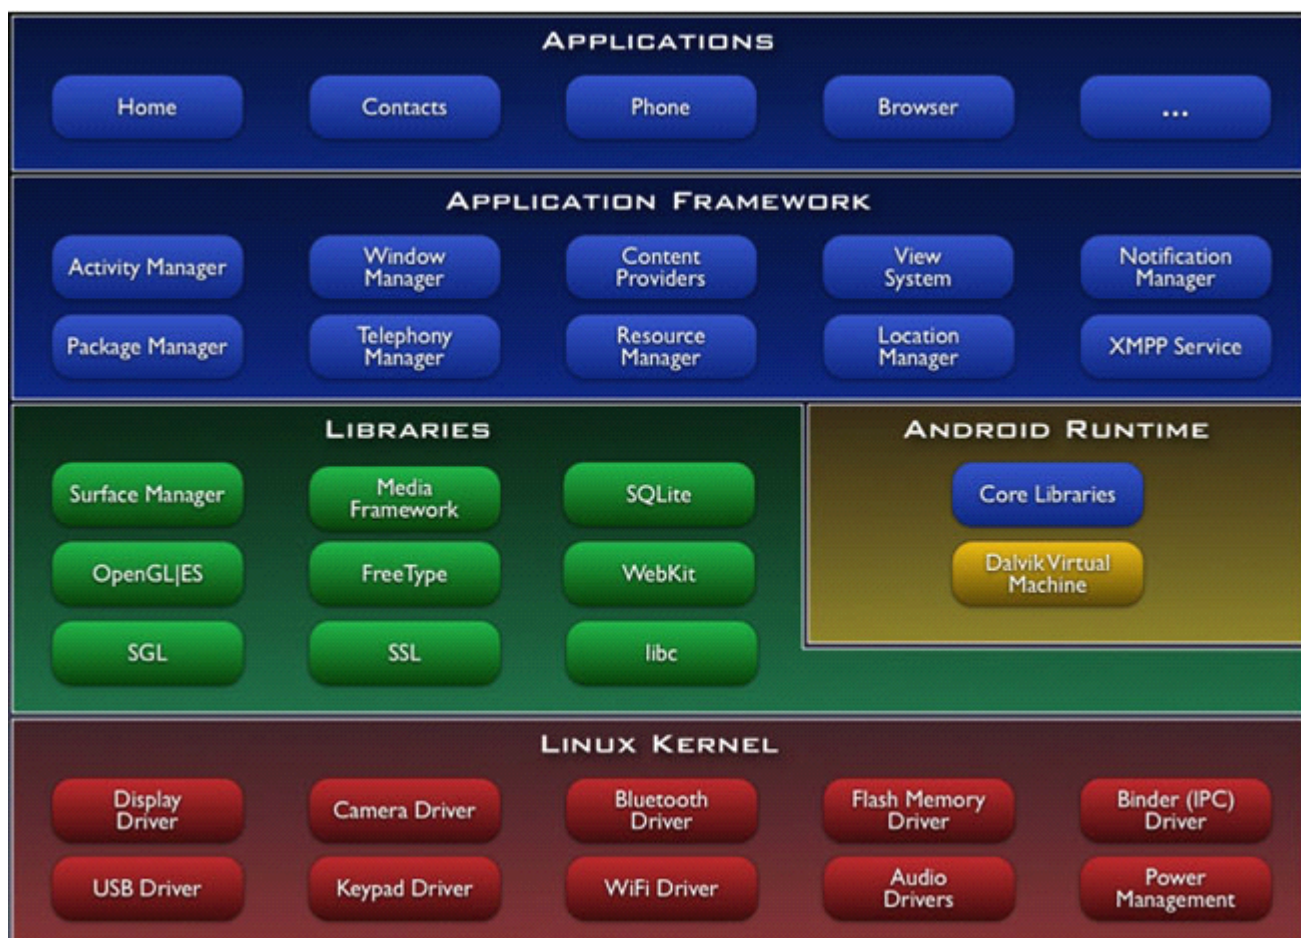 APPLICATIONS
Home
Contacts
Phone
Browser
...
APPLICATION FRAMEWORK
Activity Manager
Window
Manager
Content
Providers
View
System
Notification
Manager
Package Manager
Telephony
Manager
Resource
Manager
Location
Manager
XMPP Service
LIBRARIES
Surface Manager
Media
Framework
SQLite
OpenGL|ES
FreeType
WebKit
SGL
SSL
libc
ANDROID RUNTIME
Core Libraries
Dalvik Virtual
Machine
LINUX KERNEL
Display
Driver
Camera Driver
Bluetooth
Driver
Flash Memory
Driver
Binder (IPC)
Driver
USB Driver
Keypad Driver
WiFi Driver
Audio
Drivers
Power
Management